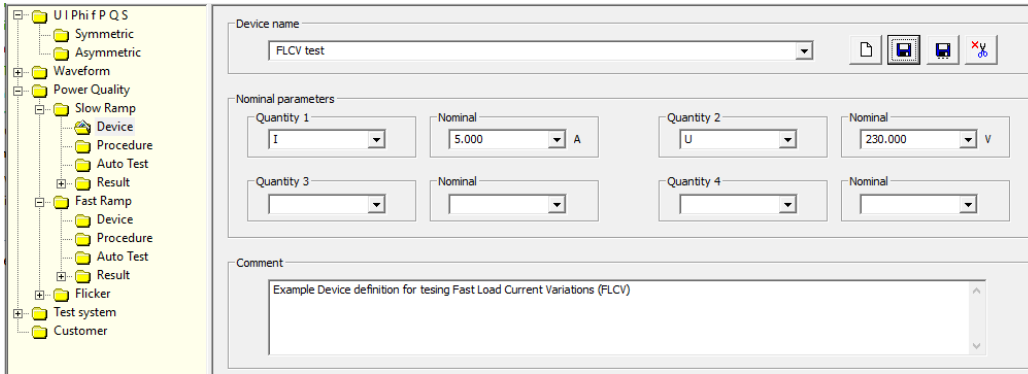 U I Phi f P Q S
Symmetric
Asymmetric
Waveform
Power Quality
Slow Ramp
Device
Procedure
Auto Test
Result
Fast Ramp
Device
Procedure
Auto Test
Result
Flicker
Test system
Customer
Device name
FLCV test
Nominal parameters
Quantity 1 Nominal Quantity 2 Nominal
I 5.000 A U 230.000 V
Quantity 3 Nominal Quantity 4 Nominal
Comment
Example Device definition for tesing Fast Load Current Variations (FLCV)